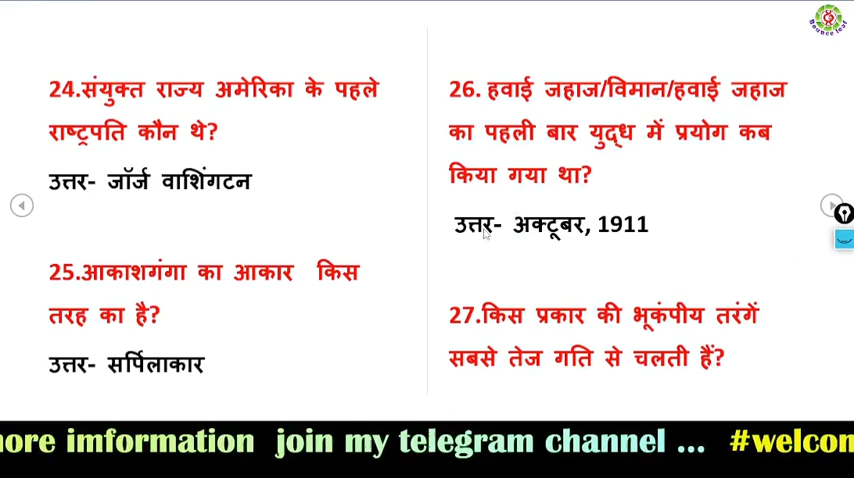 24.संयुक्त राज्य अमेरिका के पहले
राष्ट्रपति कौन थे?
उत्तर- जॉर्ज वाशिंगटन
25.आकाशगंगा का आकार किस
तरह का है?
उत्तर- सर्पिलाकार
26. हवाई जहाज/विमान/हवाई जहाज
का पहली बार युद्ध में प्रयोग कब
किया गया था?
उत्तर- अक्टूबर, 1911
27.किस प्रकार की भूकंपीय तरंगें
सबसे तेज गति से चलती हैं?
ore imformation join my telegram channel ... #welcon